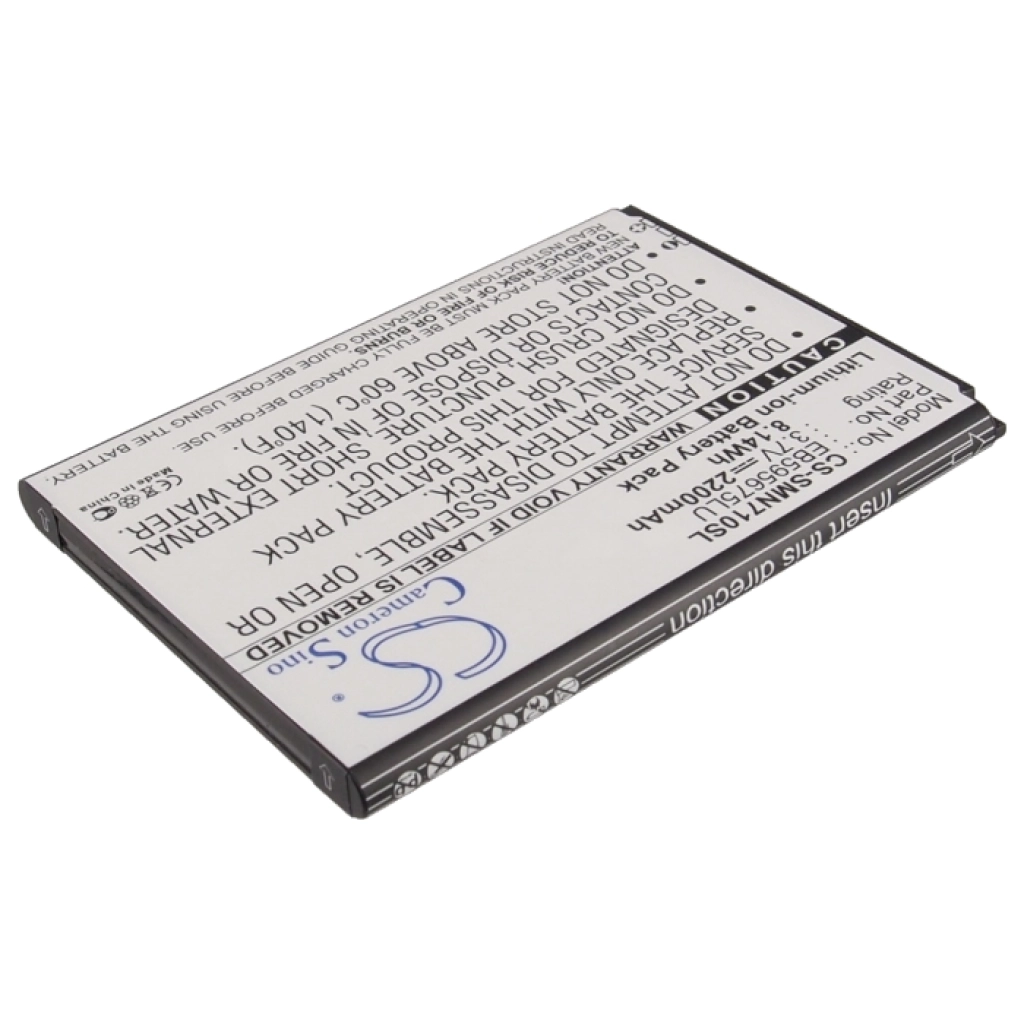 Model No. : CS-SMN710SL
Part No. : EB595675LU
Rating : 3.7V 2200mAh
8.14Wh
Lithium-ion Battery Pack
CAUTION WARRANTY VOID IF LABEL IS REMOVED
DO NOT ATTEMPT TO DISASSEMBLE, OPEN OR
SERVICE THE BATTERY.
REPLACE ONLY WITH THE BATTERY PACK
DESIGNATED FOR THIS PRODUCT.
DO NOT CRUSH, PUNCTURE, SHORT EXTERNAL
CONTACTS OR DISPOSE OF IN FIRE OR WATER.
DO NOT STORE ABOVE 60°C (140°F).
ATTENTION:
NEW BATTERY PACK MUST BE FULLY CHARGED BEFORE USE.
TO REDUCE RISK OF FIRE OR BURNS
READ INSTRUCTIONS IN OPERATING GUIDE BEFORE USING THE BATTERY.
Made in China
CS
Cameron Sino ®
Insert this direction